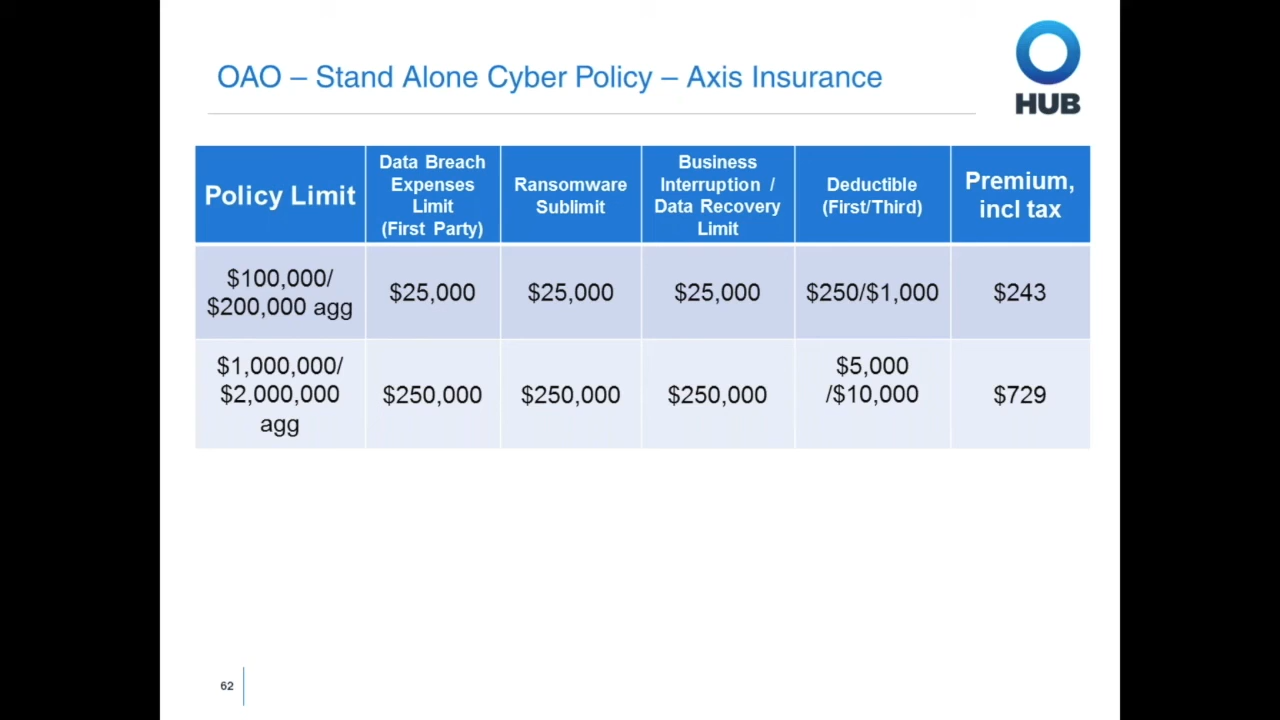 OAO – Stand Alone Cyber Policy – Axis Insurance
HUB
Policy Limit
Data Breach
Expenses
Limit
(First Party)
Ransomware
Sublimit
Business
Interruption /
Data Recovery
Limit
Deductible
(First/Third)
Premium,
incl tax
$100,000/
$200,000 agg
$25,000
$25,000
$25,000
$250/$1,000
$243
$1,000,000/
$2,000,000
agg
$250,000
$250,000
$250,000
$5,000
/$10,000
$729
62